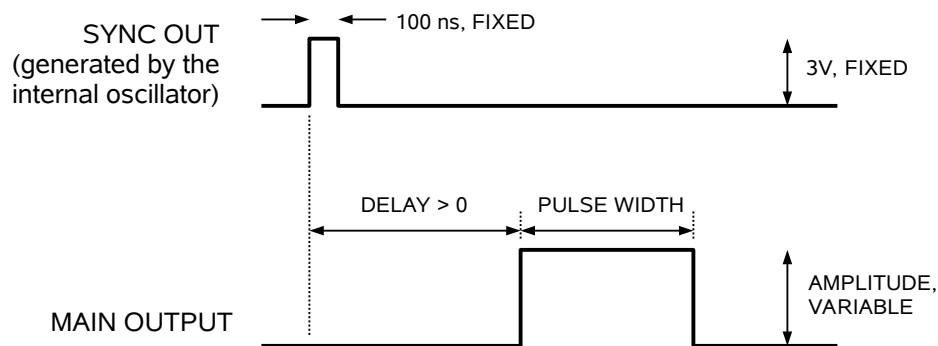 100 ns, FIXED
SYNC OUT
(generated by the
internal oscillator)
3V, FIXED
DELAY > 0
PULSE WIDTH
AMPLITUDE,
VARIABLE
MAIN OUTPUT